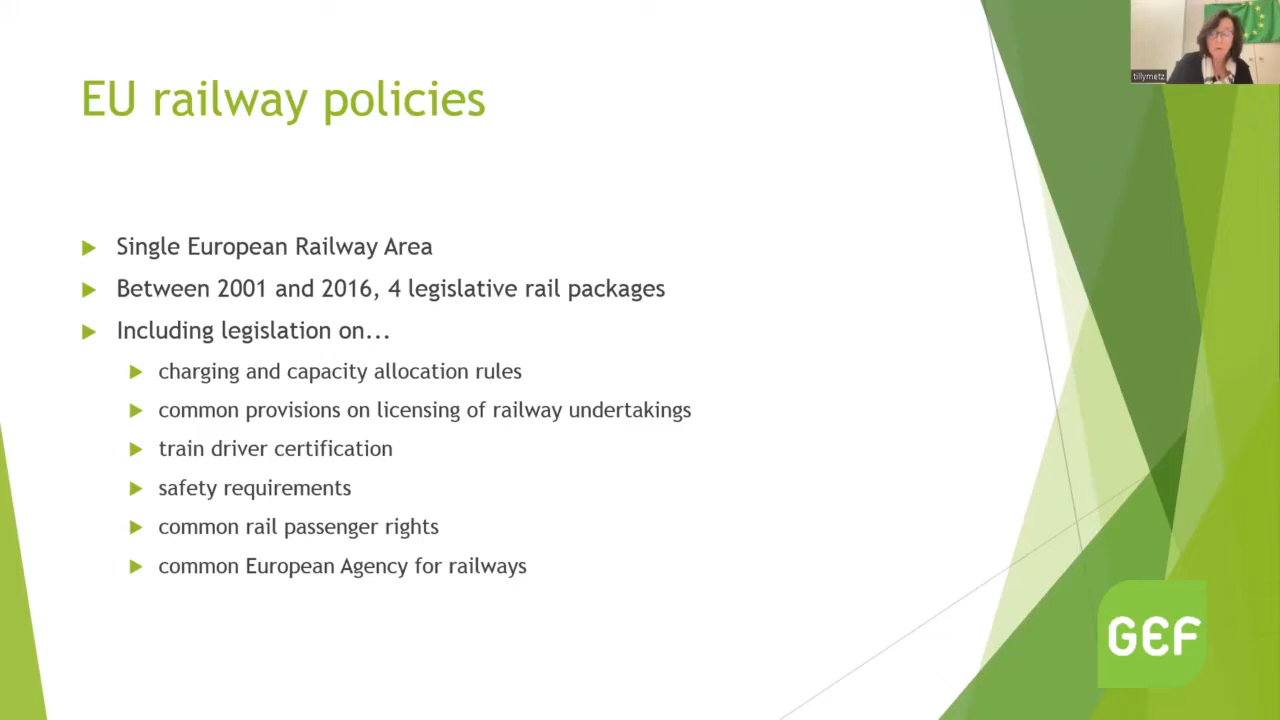 tillymetz
EU railway policies
Single European Railway Area
Between 2001 and 2016, 4 legislative rail packages
Including legislation on...
charging and capacity allocation rules
common provisions on licensing of railway undertakings
train driver certification
safety requirements
common rail passenger rights
common European Agency for railways
GEF